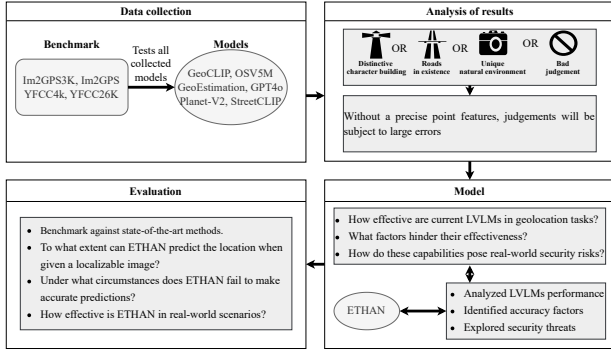 Data collection
Benchmark
Im2GPS3K, Im2GPS
YFCC4k, YFCC26K
Tests all
collected
models
Models
GeoCLIP, OSV5M
GeoEstimation, GPT4o
Planet-V2, StreetCLIP
Analysis of results
OR OR OR
Distinctive
character building
Roads
in existence
Unique
natural environment
Bad
judgement
Without a precise point features, judgements will be
subject to large errors
Evaluation
Benchmark against state-of-the-art methods.
To what extent can ETHAN predict the location when
given a localizable image?
Under what circumstances does ETHAN fail to make
accurate predictions?
How effective is ETHAN in real-world scenarios?
Model
How effective are current LVLMs in geolocation tasks?
What factors hinder their effectiveness?
How do these capabilities pose real-world security risks?
ETHAN
Analyzed LVLMs performance
Identified accuracy factors
Explored security threats